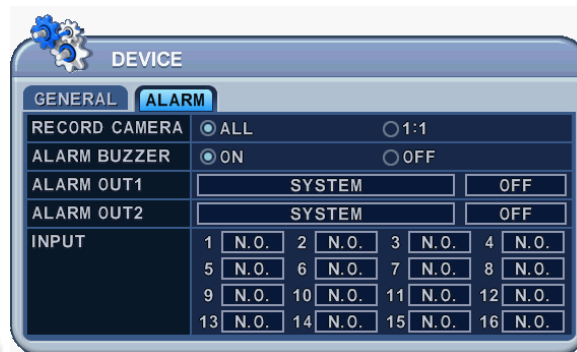 DEVICE
GENERAL ALARM
RECORD CAMERA ALL 1:1
ALARM BUZZER ON OFF
ALARM OUT1 SYSTEM OFF
ALARM OUT2 SYSTEM OFF
INPUT 1 N.O. 2 N.O. 3 N.O. 4 N.O.
5 N.O. 6 N.O. 7 N.O. 8 N.O.
9 N.O. 10 N.O. 11 N.O. 12 N.O.
13 N.O. 14 N.O. 15 N.O. 16 N.O.